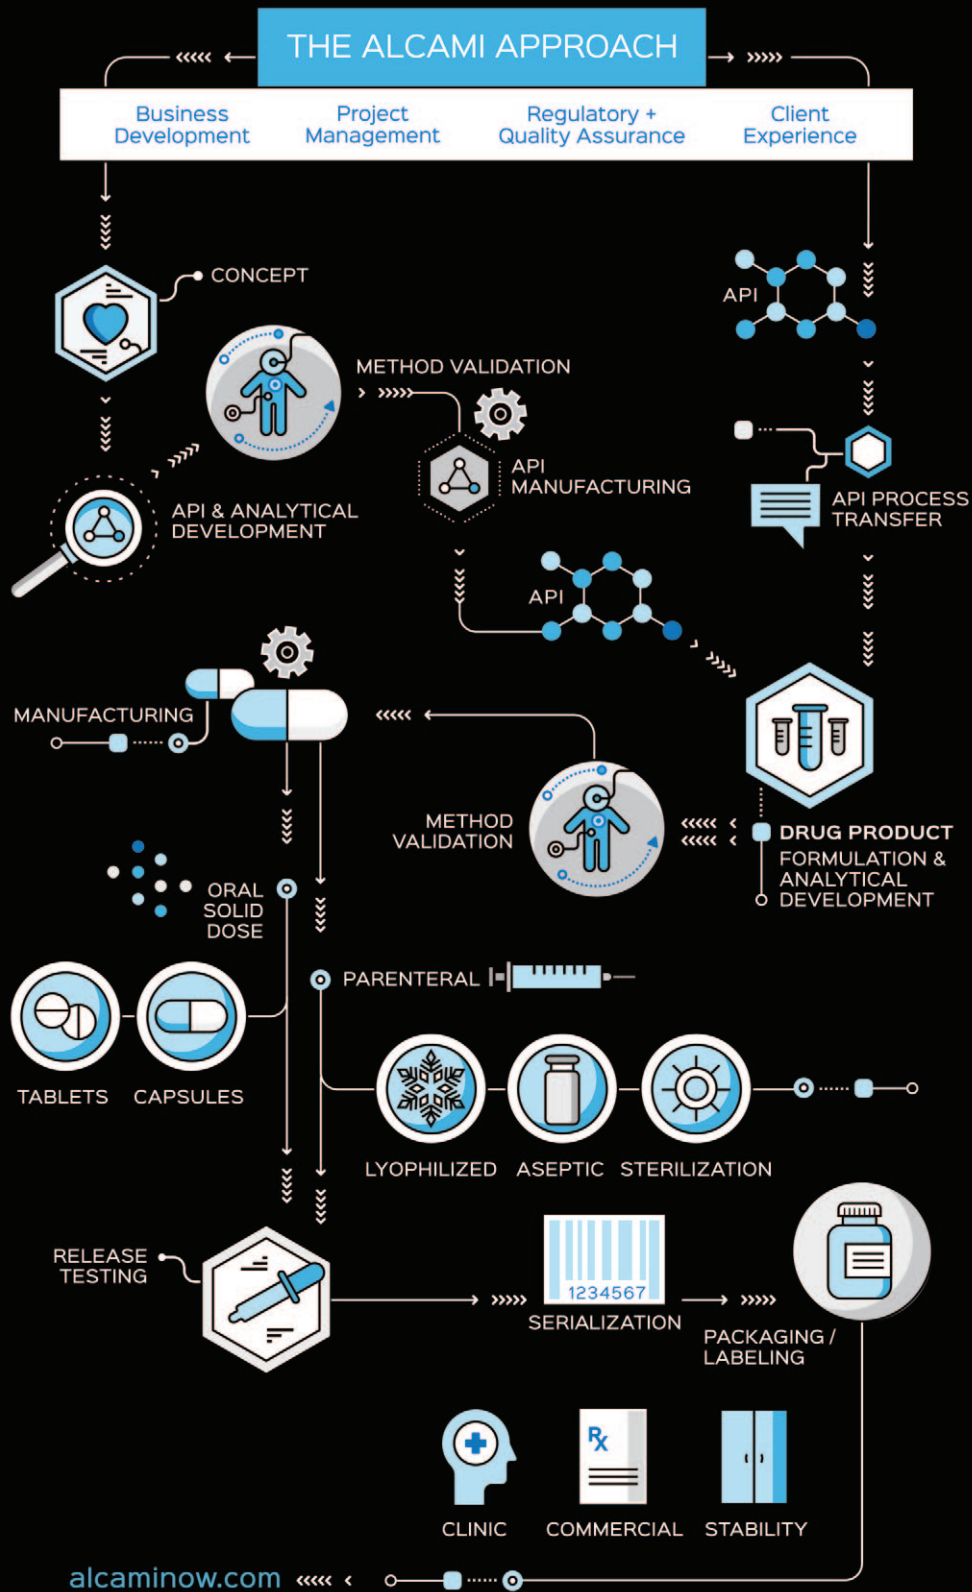 THE ALCAMI APPROACH
Business
Development
Project
Management
Regulatory +
Quality Assurance
Client
Experience
CONCEPT
API
METHOD VALIDATION
API
MANUFACTURING
API & ANALYTICAL
DEVELOPMENT
API PROCESS
TRANSFER
API
MANUFACTURING
METHOD
VALIDATION
DRUG PRODUCT
FORMULATION &
ANALYTICAL
DEVELOPMENT
ORAL
SOLID
DOSE
PARENTERAL
TABLETS
CAPSULES
LYOPHILIZED
ASEPTIC
STERILIZATION
RELEASE
TESTING
1234567
SERIALIZATION
PACKAGING /
LABELING
Rx
CLINIC
COMMERCIAL
STABILITY
alcaminow.com